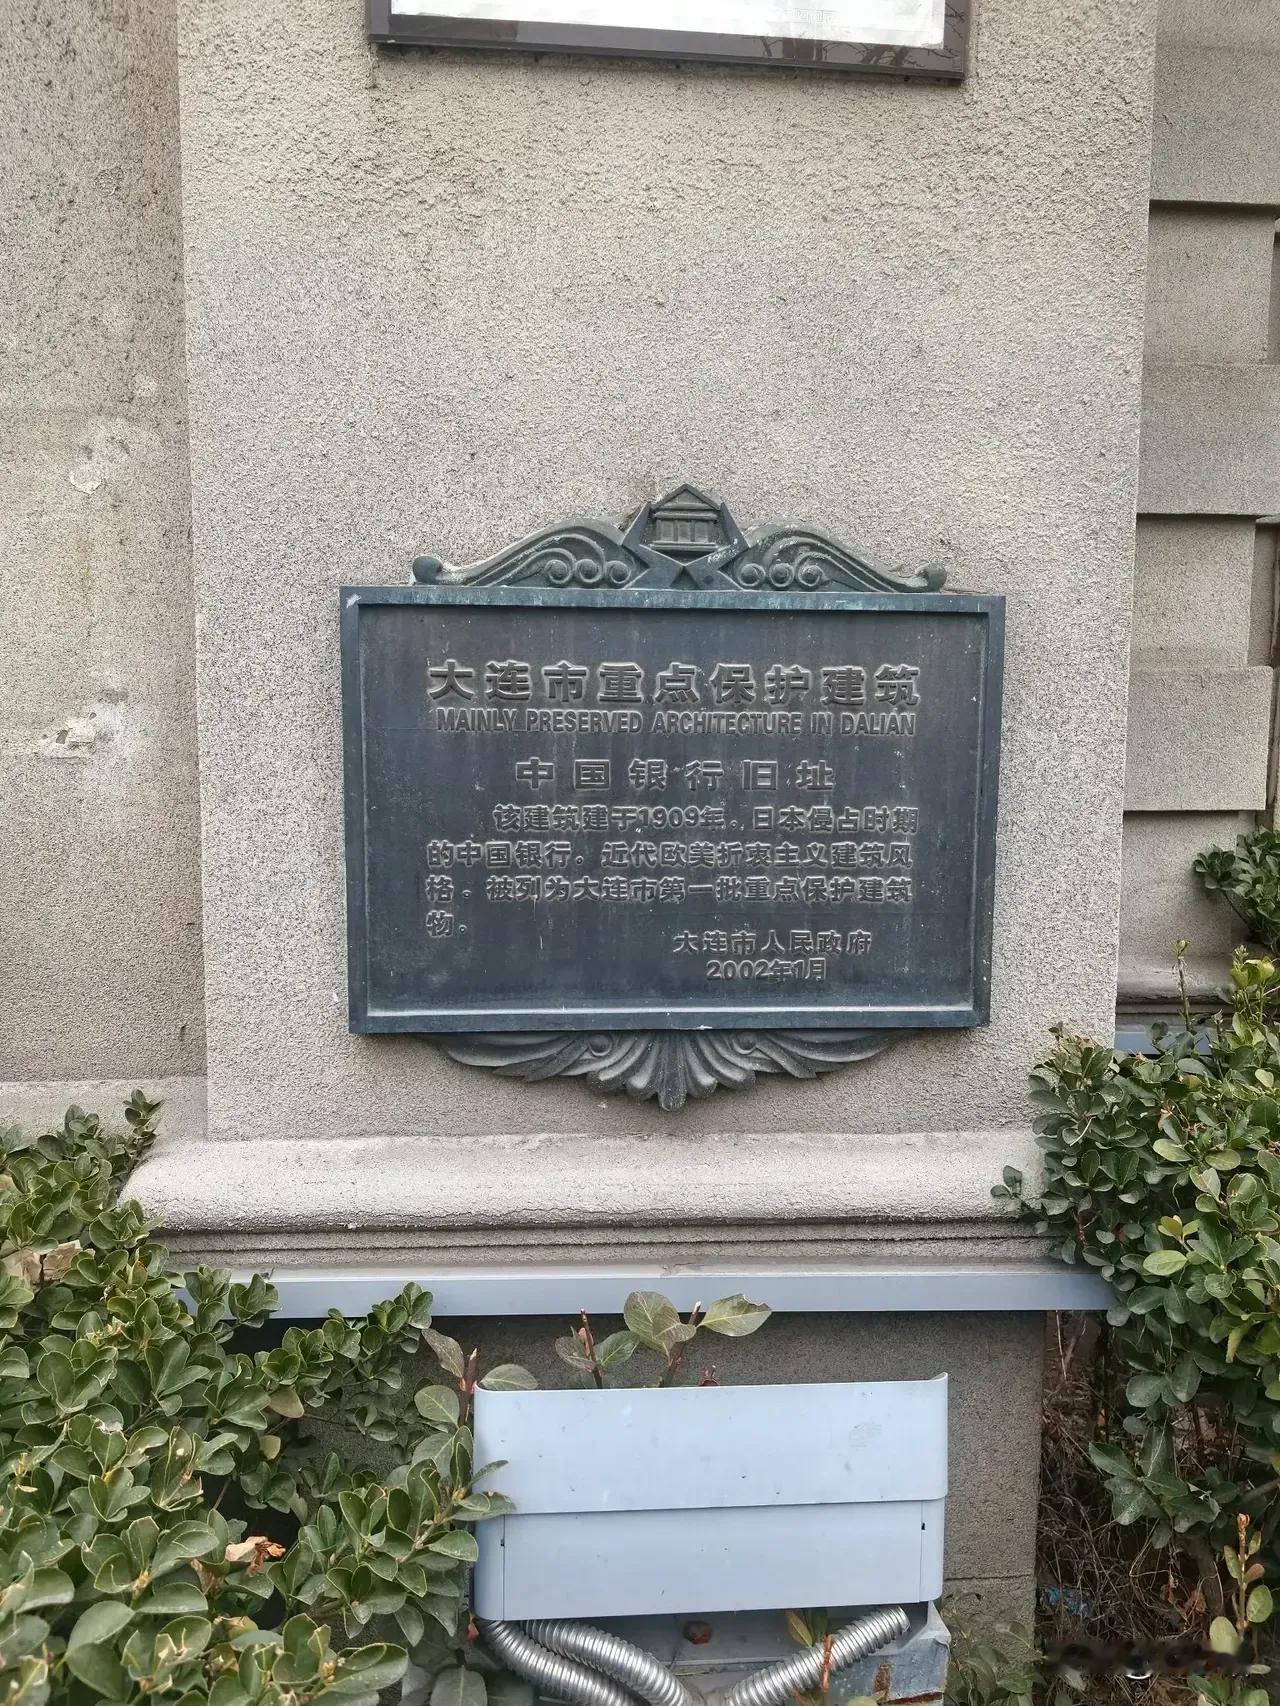 大连市重点保护建筑
MAINLY PRESERVED ARCHITECTURE IN DALIAN
中国银行旧址
该建筑建于1909年。日本侵占时期
的中国银行。近代欧美折衷主义建筑风
格。被列为大连市第一批重点保护建筑
物。
大连市人民政府
2002年1月